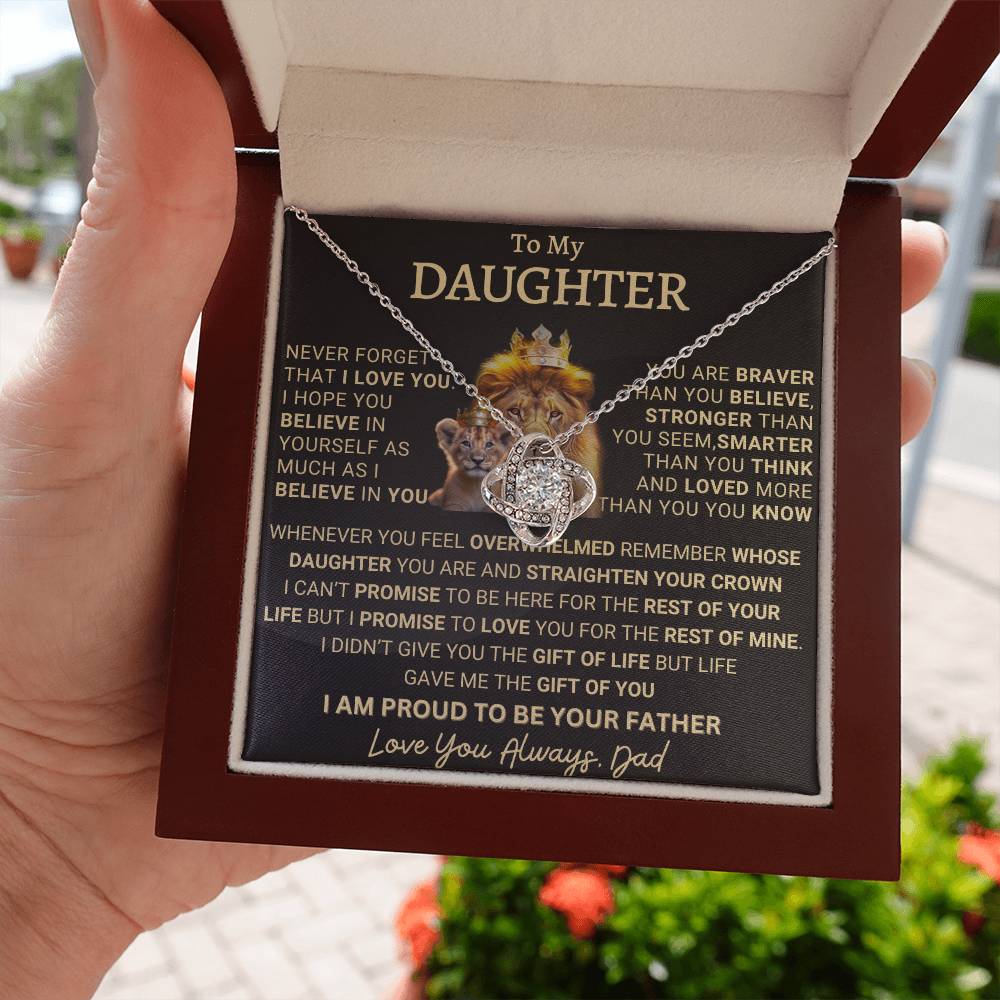 To My
DAUGHTER
NEVER FORGET
THAT I LOVE YOU.
I HOPE YOU
BELIEVE IN
YOURSELF AS
MUCH AS I
BELIEVE IN YOU
YOU ARE BRAVER
THAN YOU BELIEVE,
STRONGER THAN
YOU SEEM,SMARTER
THAN YOU THINK
AND LOVED MORE
THAN YOU YOU KNOW
WHENEVER YOU FEEL OVERWHELMED REMEMBER WHOSE
DAUGHTER YOU ARE AND STRAIGHTEN YOUR CROWN
I CAN'T PROMISE TO BE HERE FOR THE REST OF YOUR
LIFE BUT I PROMISE TO LOVE YOU FOR THE REST OF MINE.
I DIDN'T GIVE YOU THE GIFT OF LIFE BUT LIFE
GAVE ME THE GIFT OF YOU
I AM PROUD TO BE YOUR FATHER
Love You Always. Dad